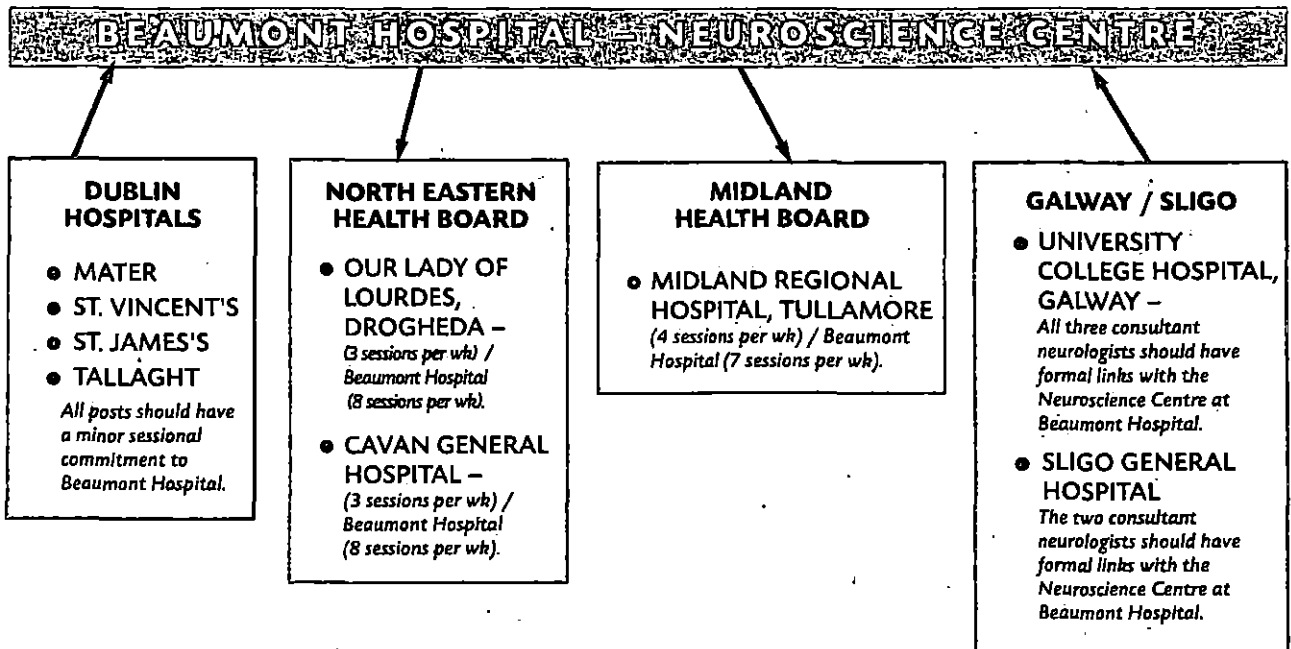 BEAUMONT HOSPITAL – NEUROSCIENCE CENTRE
DUBLIN
HOSPITALS
• MATER
• ST. VINCENT'S
• ST. JAMES'S
• TALLAGHT
All posts should have
a minor sessional
commitment to
Beaumont Hospital.
NORTH EASTERN
HEALTH BOARD
• OUR LADY OF
LOURDES,
DROGHEDA –
(3 sessions per wk) /
Beaumont Hospital
(8 sessions per wk).
• CAVAN GENERAL
HOSPITAL –
(3 sessions per wk) /
Beaumont Hospital
(8 sessions per wk).
MIDLAND
HEALTH BOARD
• MIDLAND REGIONAL
HOSPITAL, TULLAMORE
(4 sessions per wk) / Beaumont
Hospital (7 sessions per wk).
GALWAY / SLIGO
• UNIVERSITY
COLLEGE HOSPITAL,
GALWAY –
All three consultant
neurologists should have
formal links with the
Neuroscience Centre at
Beaumont Hospital.
• SLIGO GENERAL
HOSPITAL
The two consultant
neurologists should have
formal links with the
Neuroscience Centre at
Beaumont Hospital.